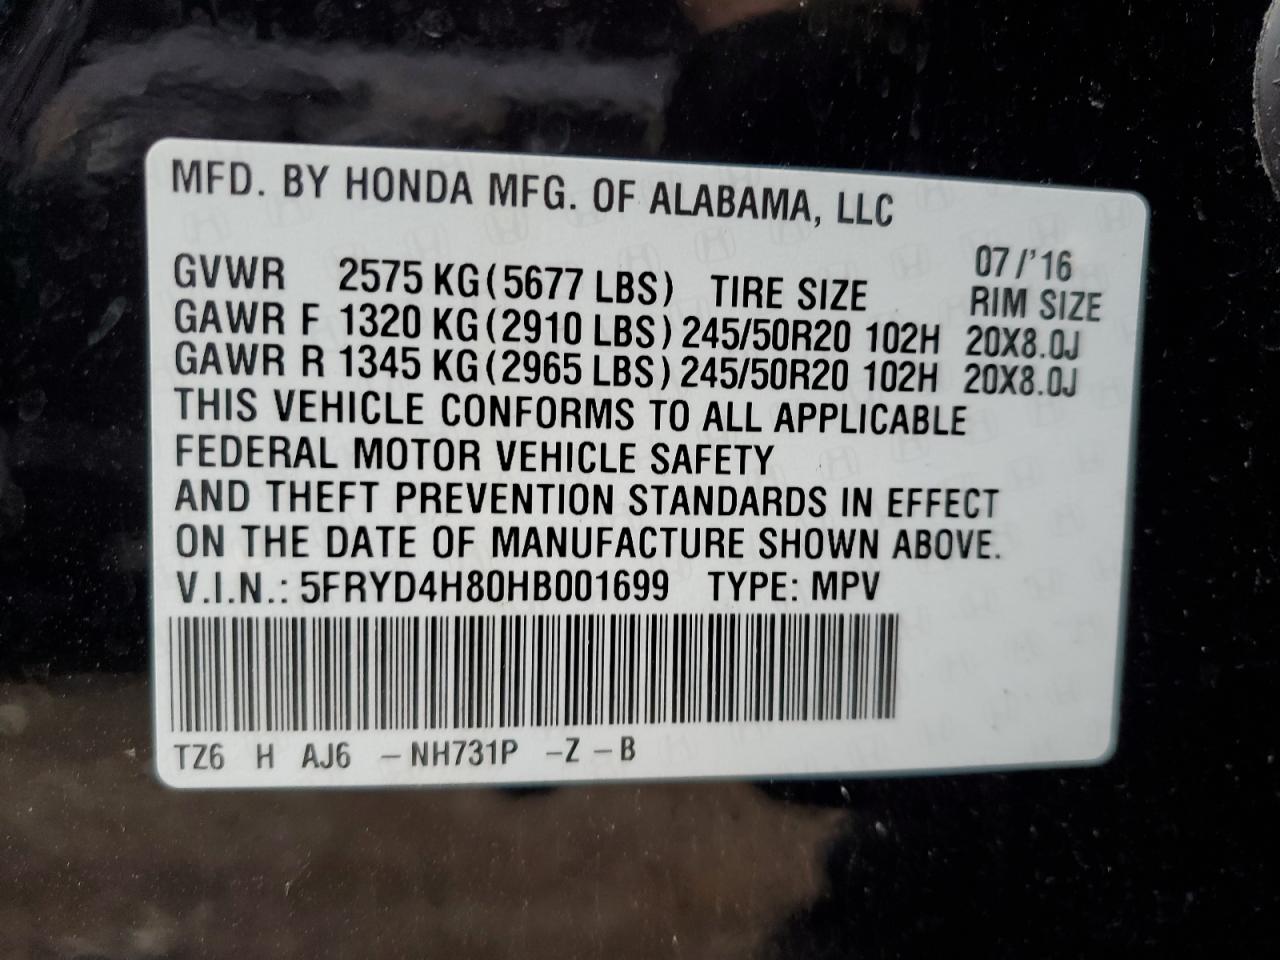 MFD. BY HONDA MFG. OF ALABAMA, LLC
07/'16
GVWR 2575 KG (5677 LBS) TIRE SIZE RIM SIZE
GAWR F 1320 KG (2910 LBS) 245/50R20 102H 20X8.0J
GAWR R 1345 KG (2965 LBS) 245/50R20 102H 20X8.0J
THIS VEHICLE CONFORMS TO ALL APPLICABLE
FEDERAL MOTOR VEHICLE SAFETY
AND THEFT PREVENTION STANDARDS IN EFFECT
ON THE DATE OF MANUFACTURE SHOWN ABOVE.
V.I.N.: 5FRYD4H80HB001699 TYPE: MPV
TZ6 H AJ6 –NH731P –Z –B